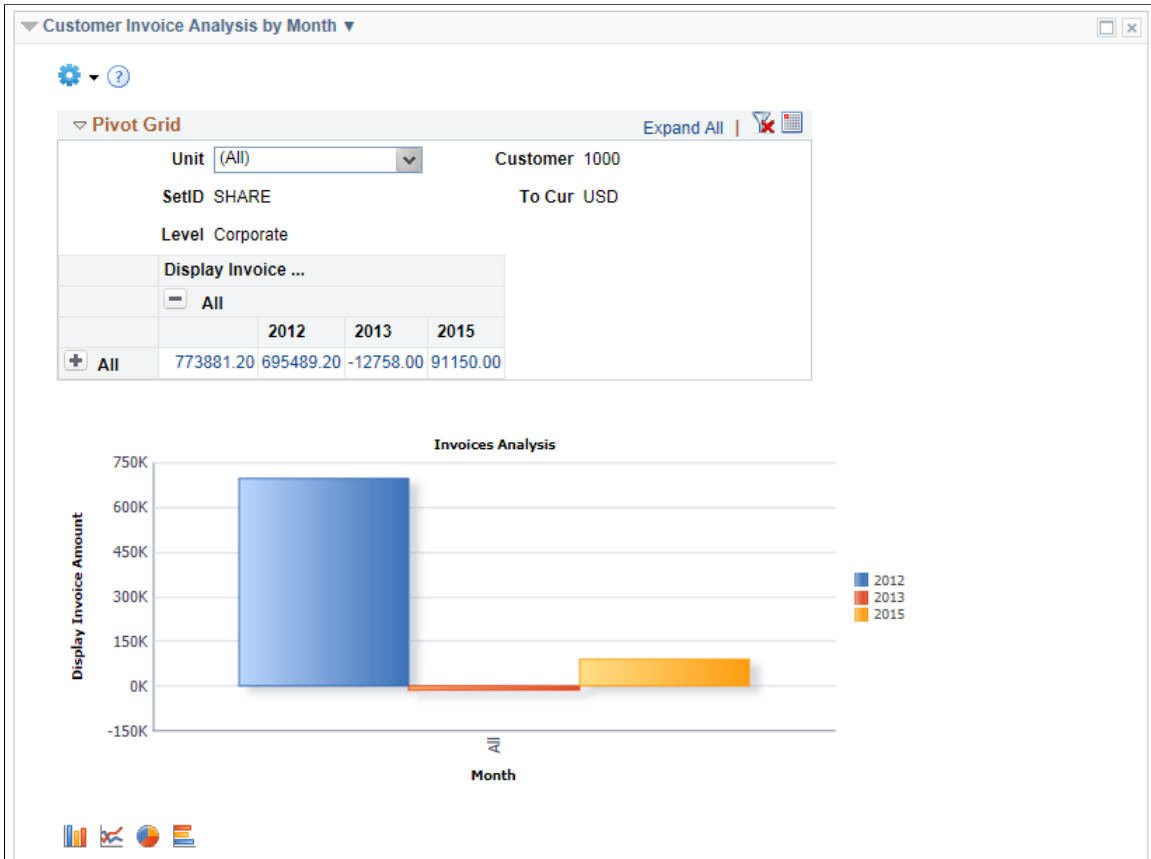 Customer Invoice Analysis by Month ▼
?
Pivot Grid Expand All |
Unit (All) Customer 1000
SetID SHARE To Cur USD
Level Corporate
Display Invoice ...
All
2012 2013 2015
All 773881.20 695489.20 -12758.00 91150.00
Invoices Analysis
750K
600K
450K
300K
150K
0K
-150K
Display Invoice Amount
All
Month
2012
2013
2015